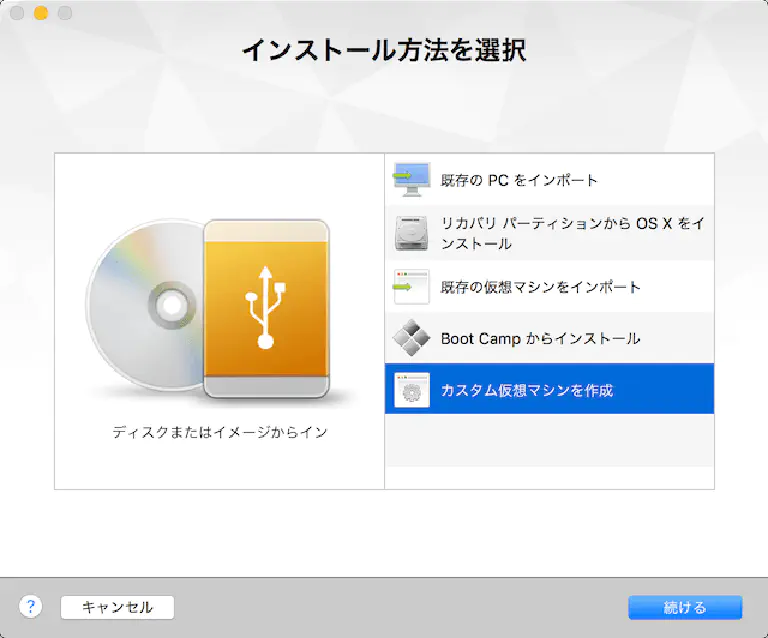 インストール方法を選択
既存の PC をインポート
リカバリ パーティションから OS X をイ
ンストール
既存の仮想マシンをインポート
Boot Camp からインストール
カスタム仮想マシンを作成
ディスクまたはイメージからイン
?
キャンセル
続ける